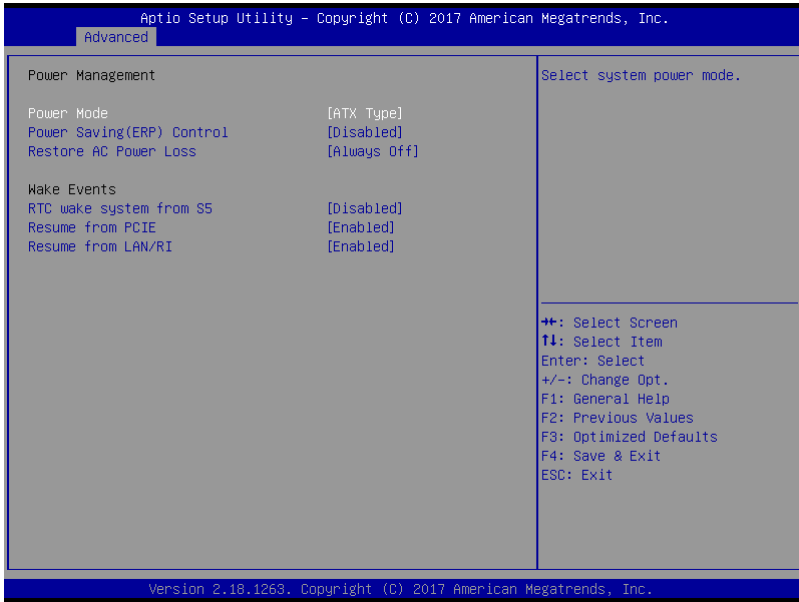 Aptio Setup Utility – Copyright (C) 2017 American Megatrends, Inc.
Advanced
Power Management
Power Mode [ATX Type]
Power Saving(ERP) Control [Disabled]
Restore AC Power Loss [Always Off]
Wake Events
RTC wake system from S5 [Disabled]
Resume from PCIE [Enabled]
Resume from LAN/RI [Enabled]
Select system power mode.
→←: Select Screen
↑↓: Select Item
Enter: Select
+/-: Change Opt.
F1: General Help
F2: Previous Values
F3: Optimized Defaults
F4: Save & Exit
ESC: Exit
Version 2.18.1263. Copyright (C) 2017 American Megatrends, Inc.